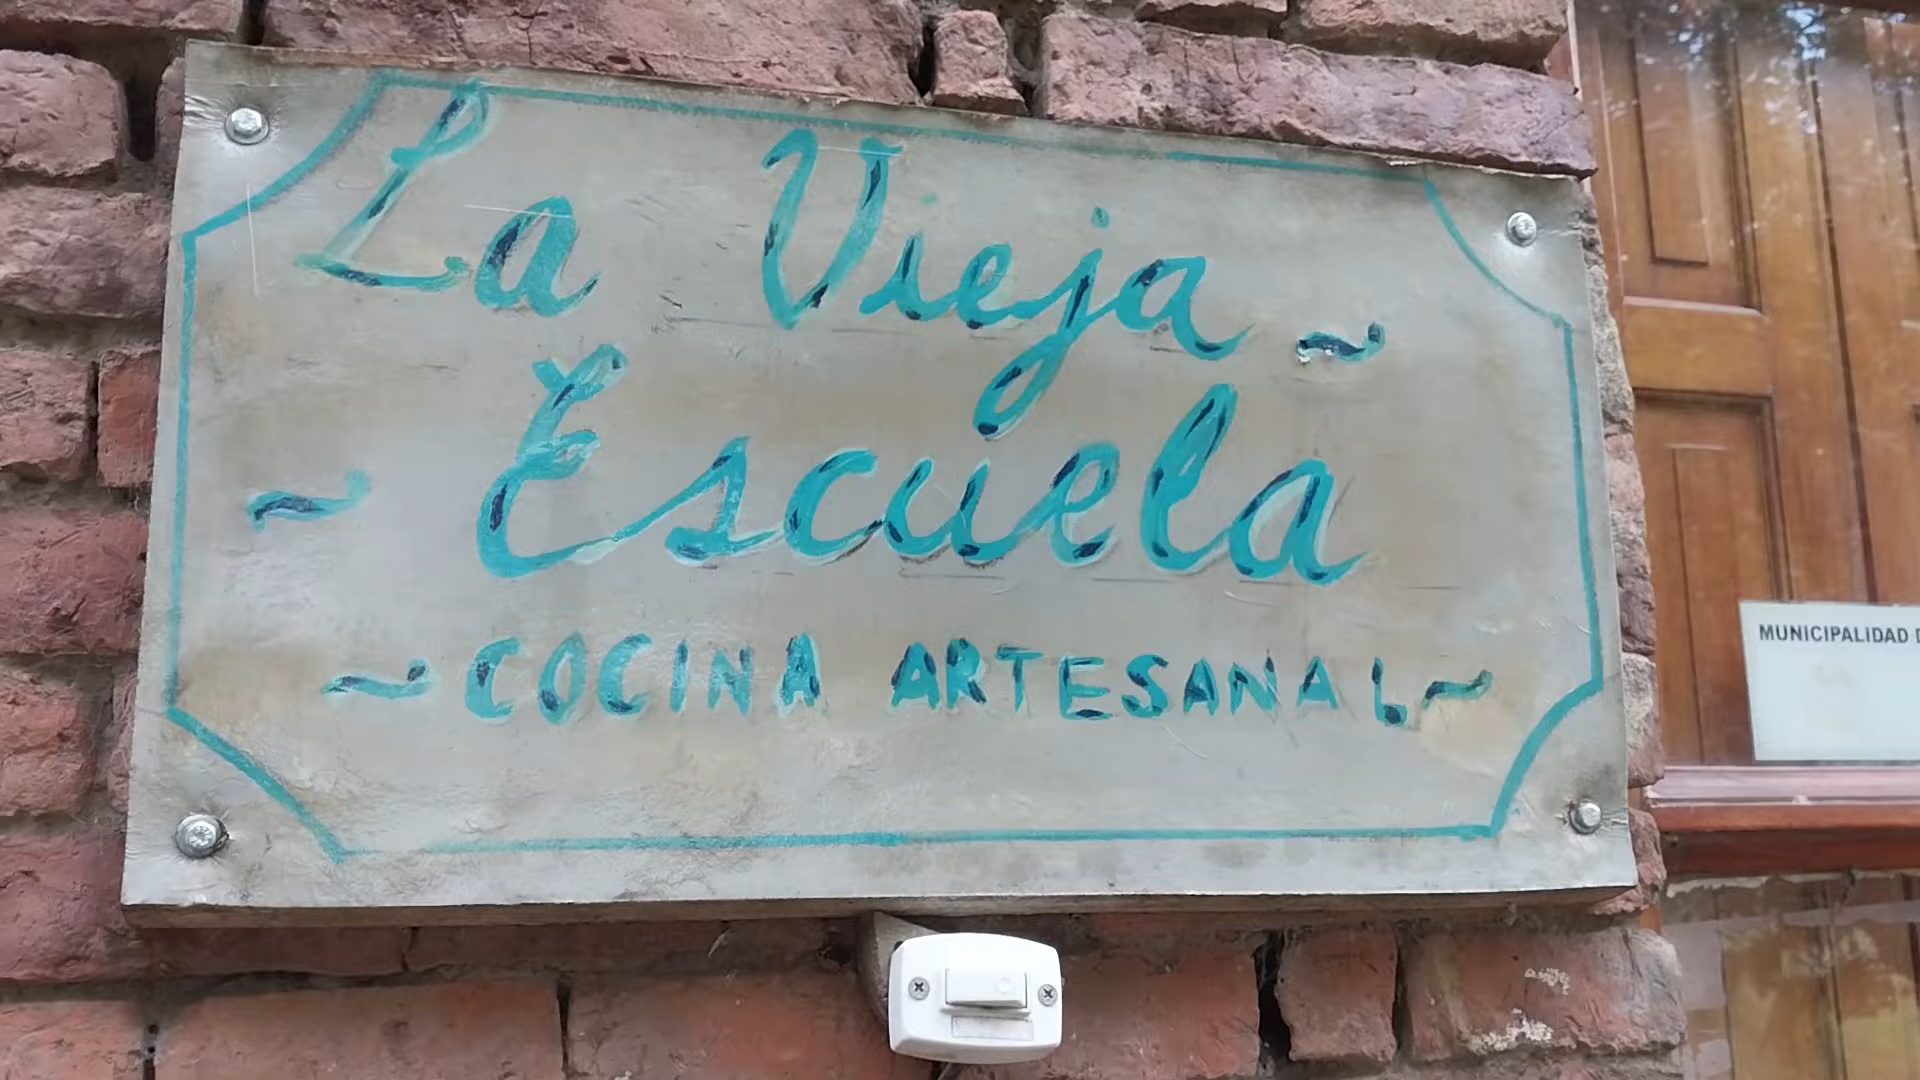 La Vieja ~
~ Escuela
~ COCINA ARTESANAL ~
MUNICIPALIDAD